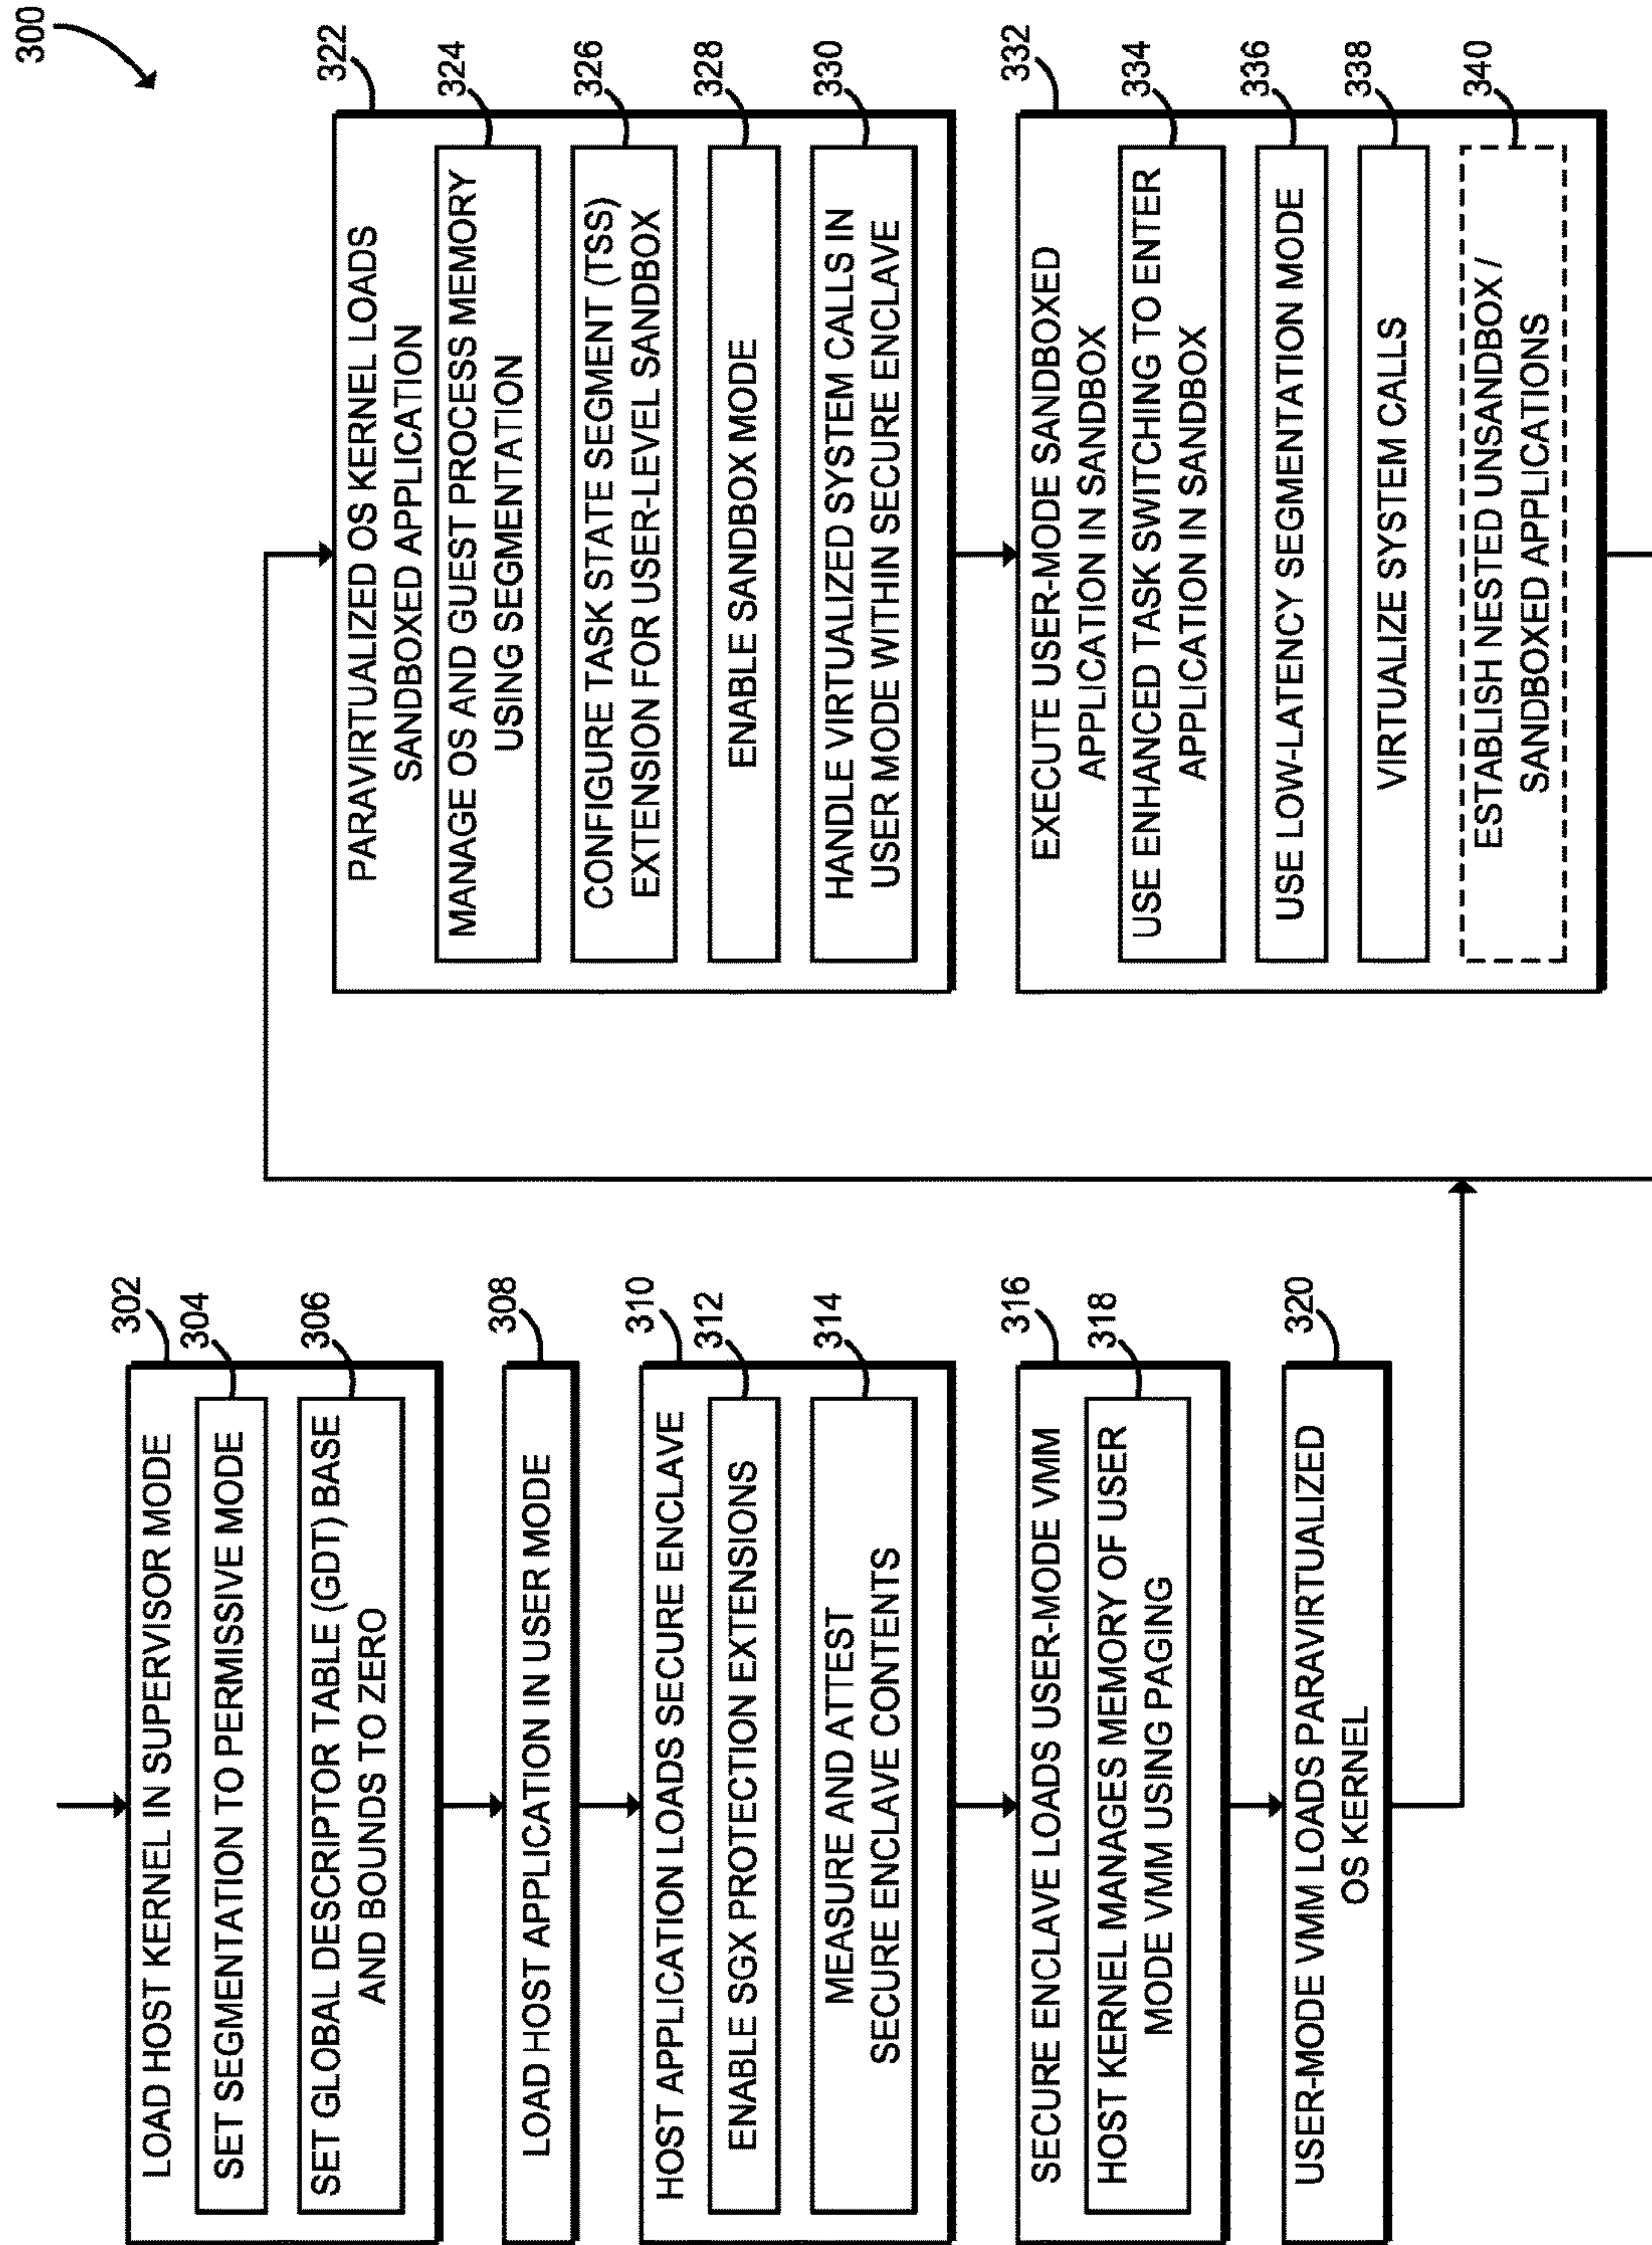 300
302
LOAD HOST KERNEL IN SUPERVISOR MODE
304
SET SEGMENTATION TO PERMISSIVE MODE
306
SET GLOBAL DESCRIPTOR TABLE (GDT) BASE
AND BOUNDS TO ZERO
308
LOAD HOST APPLICATION IN USER MODE
310
HOST APPLICATION LOADS SECURE ENCLAVE
312
ENABLE SGX PROTECTION EXTENSIONS
314
MEASURE AND ATTEST
SECURE ENCLAVE CONTENTS
316
SECURE ENCLAVE LOADS USER-MODE VMM
318
HOST KERNEL MANAGES MEMORY OF USER
MODE VMM USING PAGING
320
USER-MODE VMM LOADS PARAVIRTUALIZED
OS KERNEL
322
PARAVIRTUALIZED OS KERNEL LOADS
SANDBOXED APPLICATION
324
MANAGE OS AND GUEST PROCESS MEMORY
USING SEGMENTATION
326
CONFIGURE TASK STATE SEGMENT (TSS)
EXTENSION FOR USER-LEVEL SANDBOX
328
ENABLE SANDBOX MODE
330
HANDLE VIRTUALIZED SYSTEM CALLS IN
USER MODE WITHIN SECURE ENCLAVE
332
EXECUTE USER-MODE SANDBOXED
APPLICATION IN SANDBOX
334
USE ENHANCED TASK SWITCHING TO ENTER
APPLICATION IN SANDBOX
336
USE LOW-LATENCY SEGMENTATION MODE
338
VIRTUALIZE SYSTEM CALLS
340
ESTABLISH NESTED UNSANDBOX /
SANDBOXED APPLICATIONS